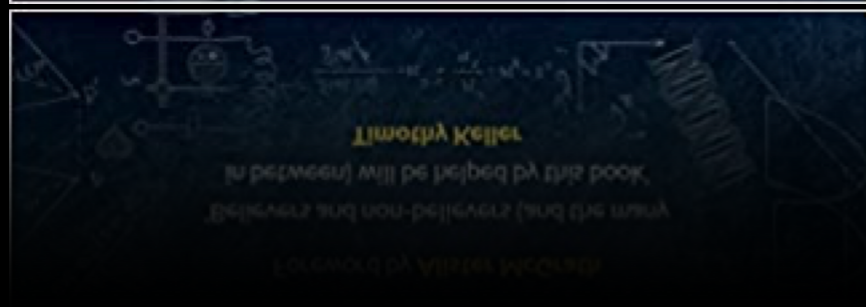 Foreword by Alister McGrath
'Believers and non-believers (and the many
in between) will be helped by this book'
Timothy Keller